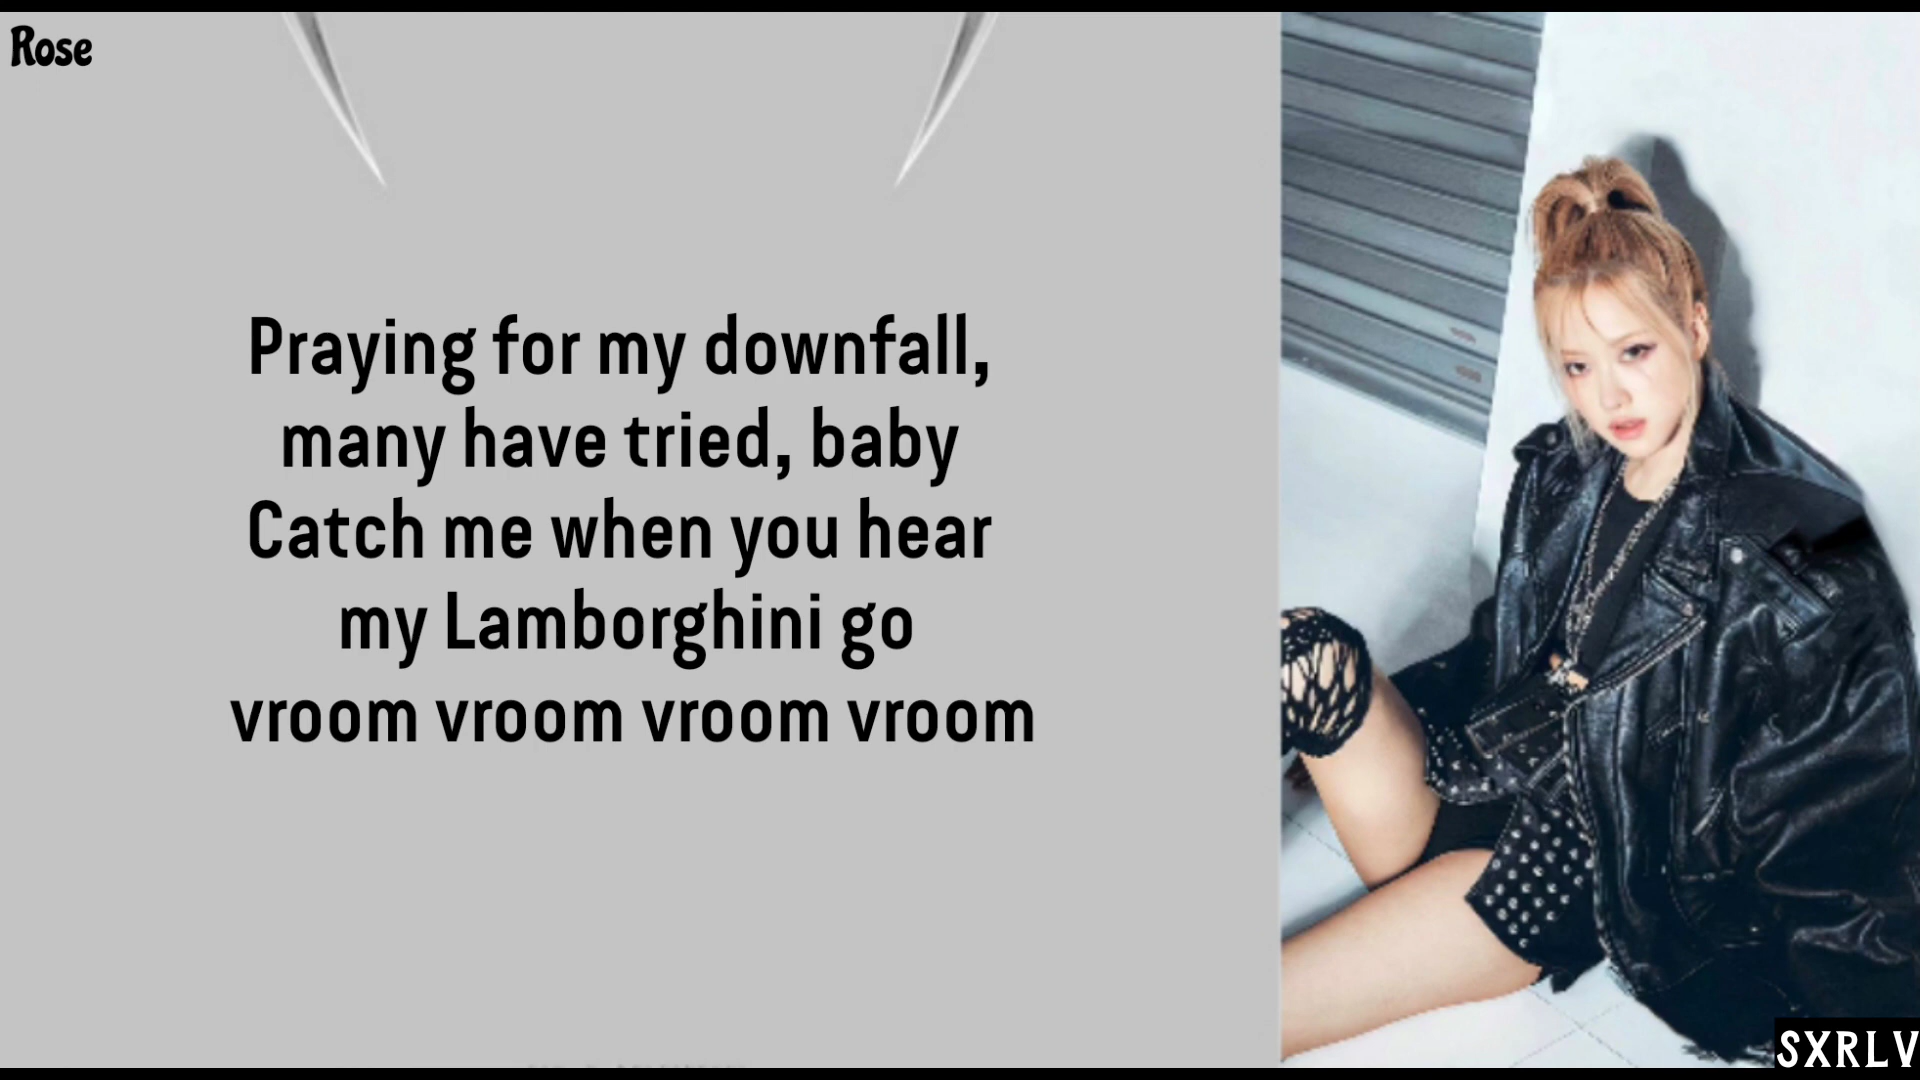 Rose
Praying for my downfall,
many have tried, baby
Catch me when you hear
my Lamborghini go
vroom vroom vroom vroom
SXRLV